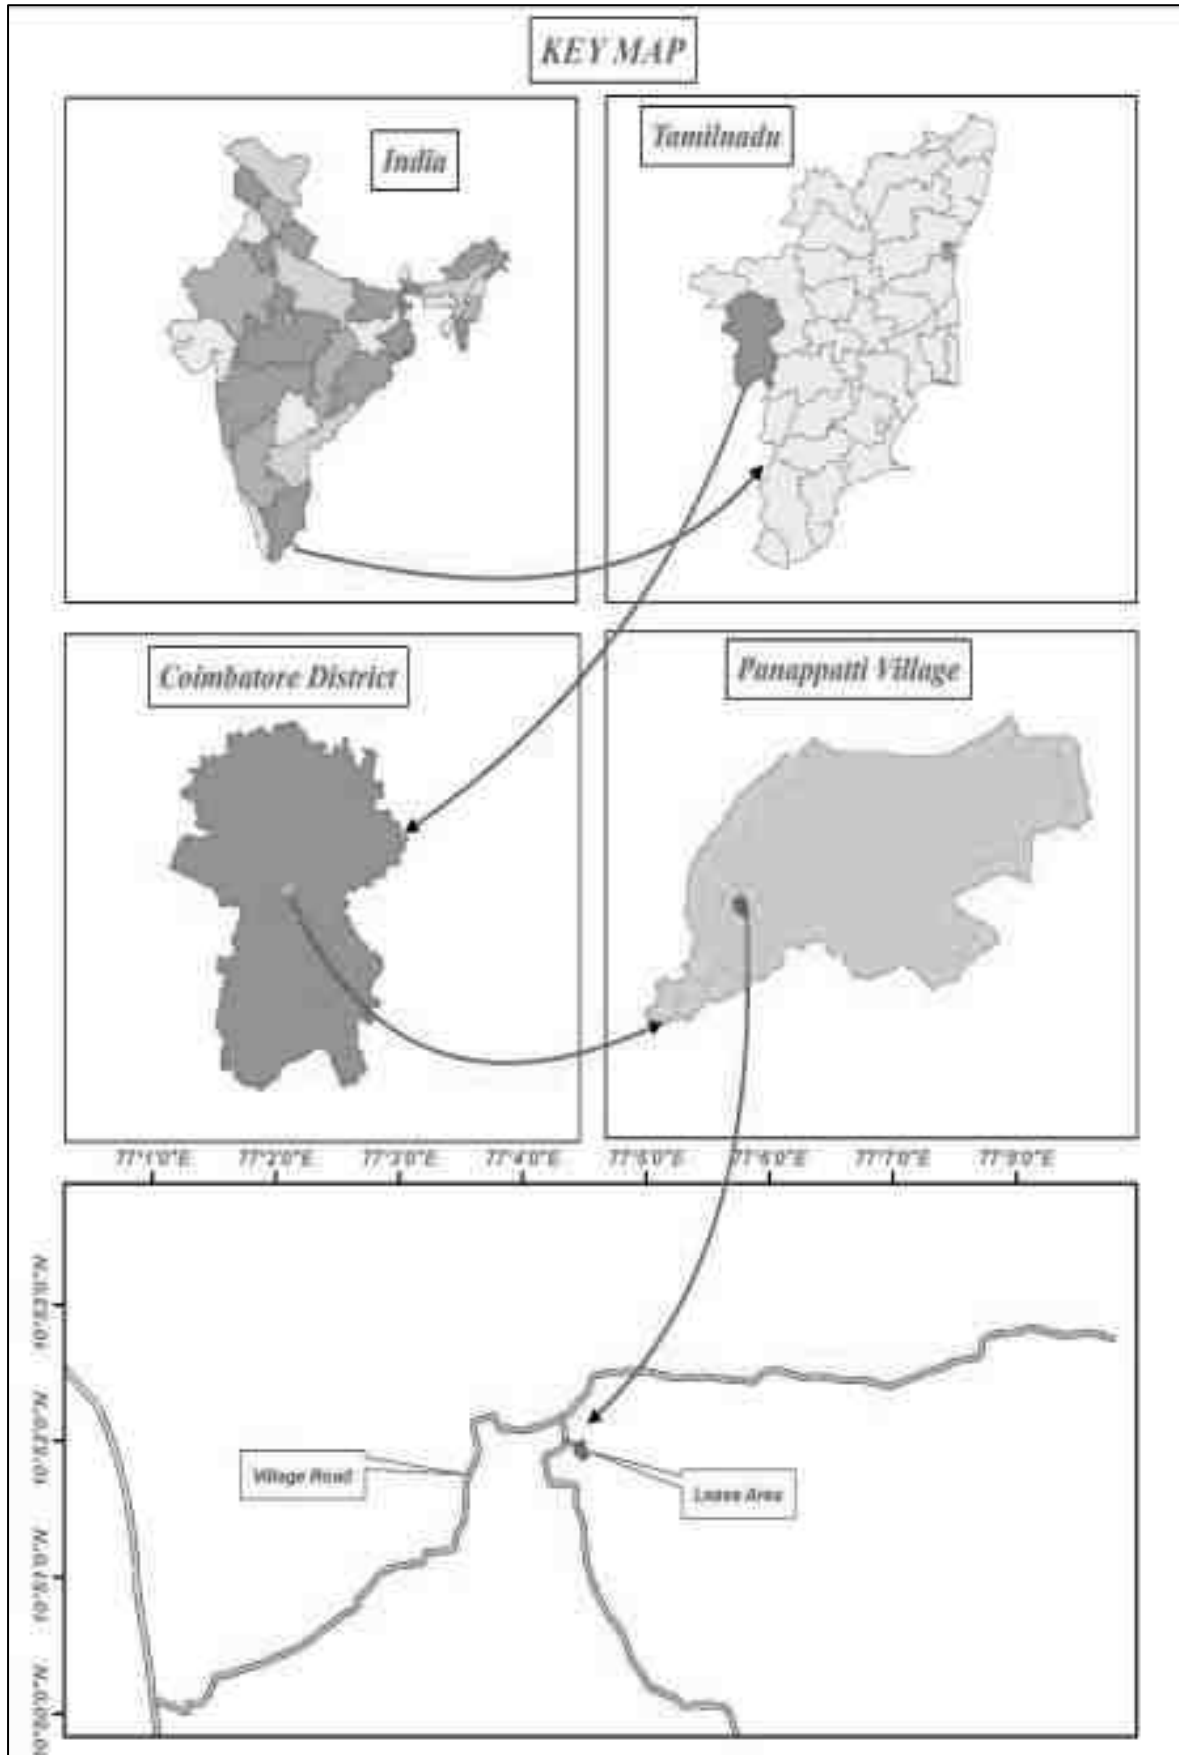 KEY MAP
India
Tamilnadu
Coimbatore District
Panappatti Village
77°1'0"E
77°2'0"E
77°3'0"E
77°4'0"E
77°5'0"E
77°6'0"E
77°7'0"E
77°8'0"E
Village Road
Lease Area